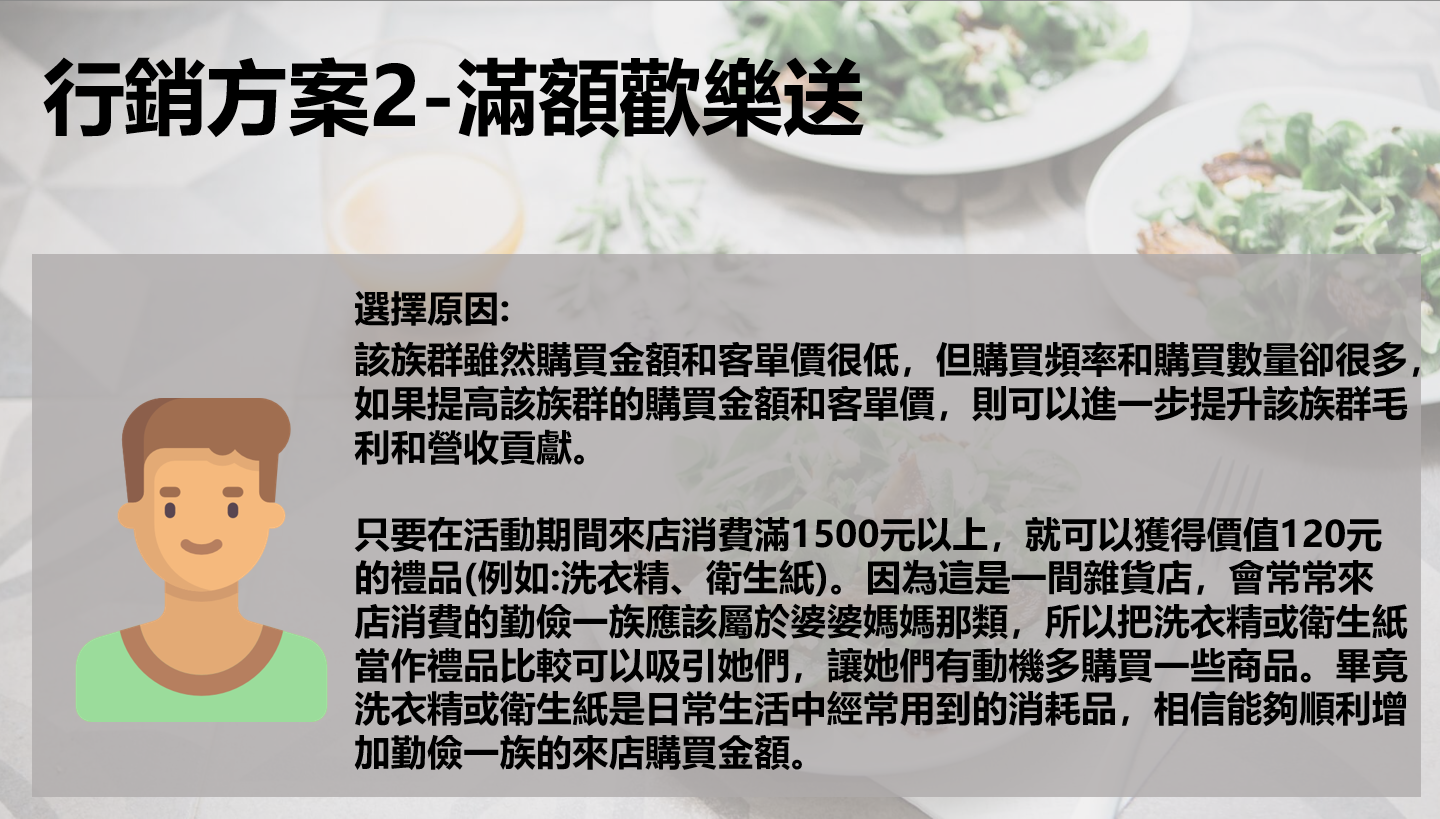 行銷方案2-滿額歡樂送
選擇原因:
該族群雖然購買金額和客單價很低，但購買頻率和購買數量卻很多，
如果提高該族群的購買金額和客單價，則可以進一步提升該族群毛
利和營收貢獻。
只要在活動期間來店消費滿1500元以上，就可以獲得價值120元
的禮品(例如:洗衣精、衛生紙)。因為這是一間雜貨店，會常常來
店消費的勤儉一族應該屬於婆婆媽媽那類，所以把洗衣精或衛生紙
當作禮品比較可以吸引她們，讓她們有動機多購買一些商品。畢竟
洗衣精或衛生紙是日常生活中經常用到的消耗品，相信能夠順利增
加勤儉一族的來店購買金額。